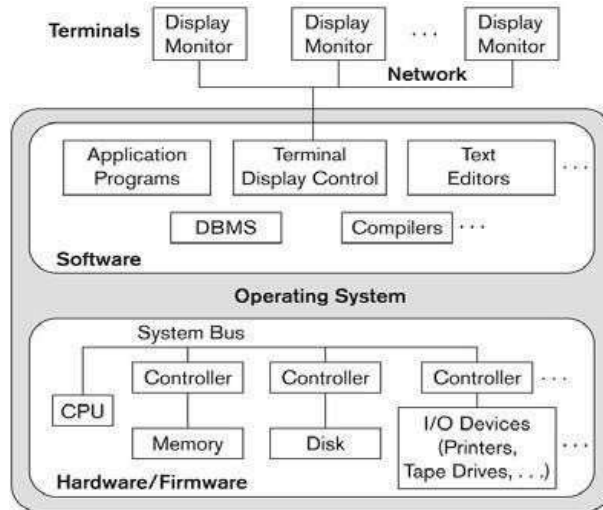 Terminals
Display Monitor
Display Monitor
. . .
Display Monitor
Network
Application Programs
Terminal Display Control
Text Editors
. . .
DBMS
Compilers
. . .
Software
Operating System
System Bus
Controller
Controller
Controller
. . .
CPU
Memory
Disk
I/O Devices
(Printers,
Tape Drives, . . .)
. . .
Hardware/Firmware